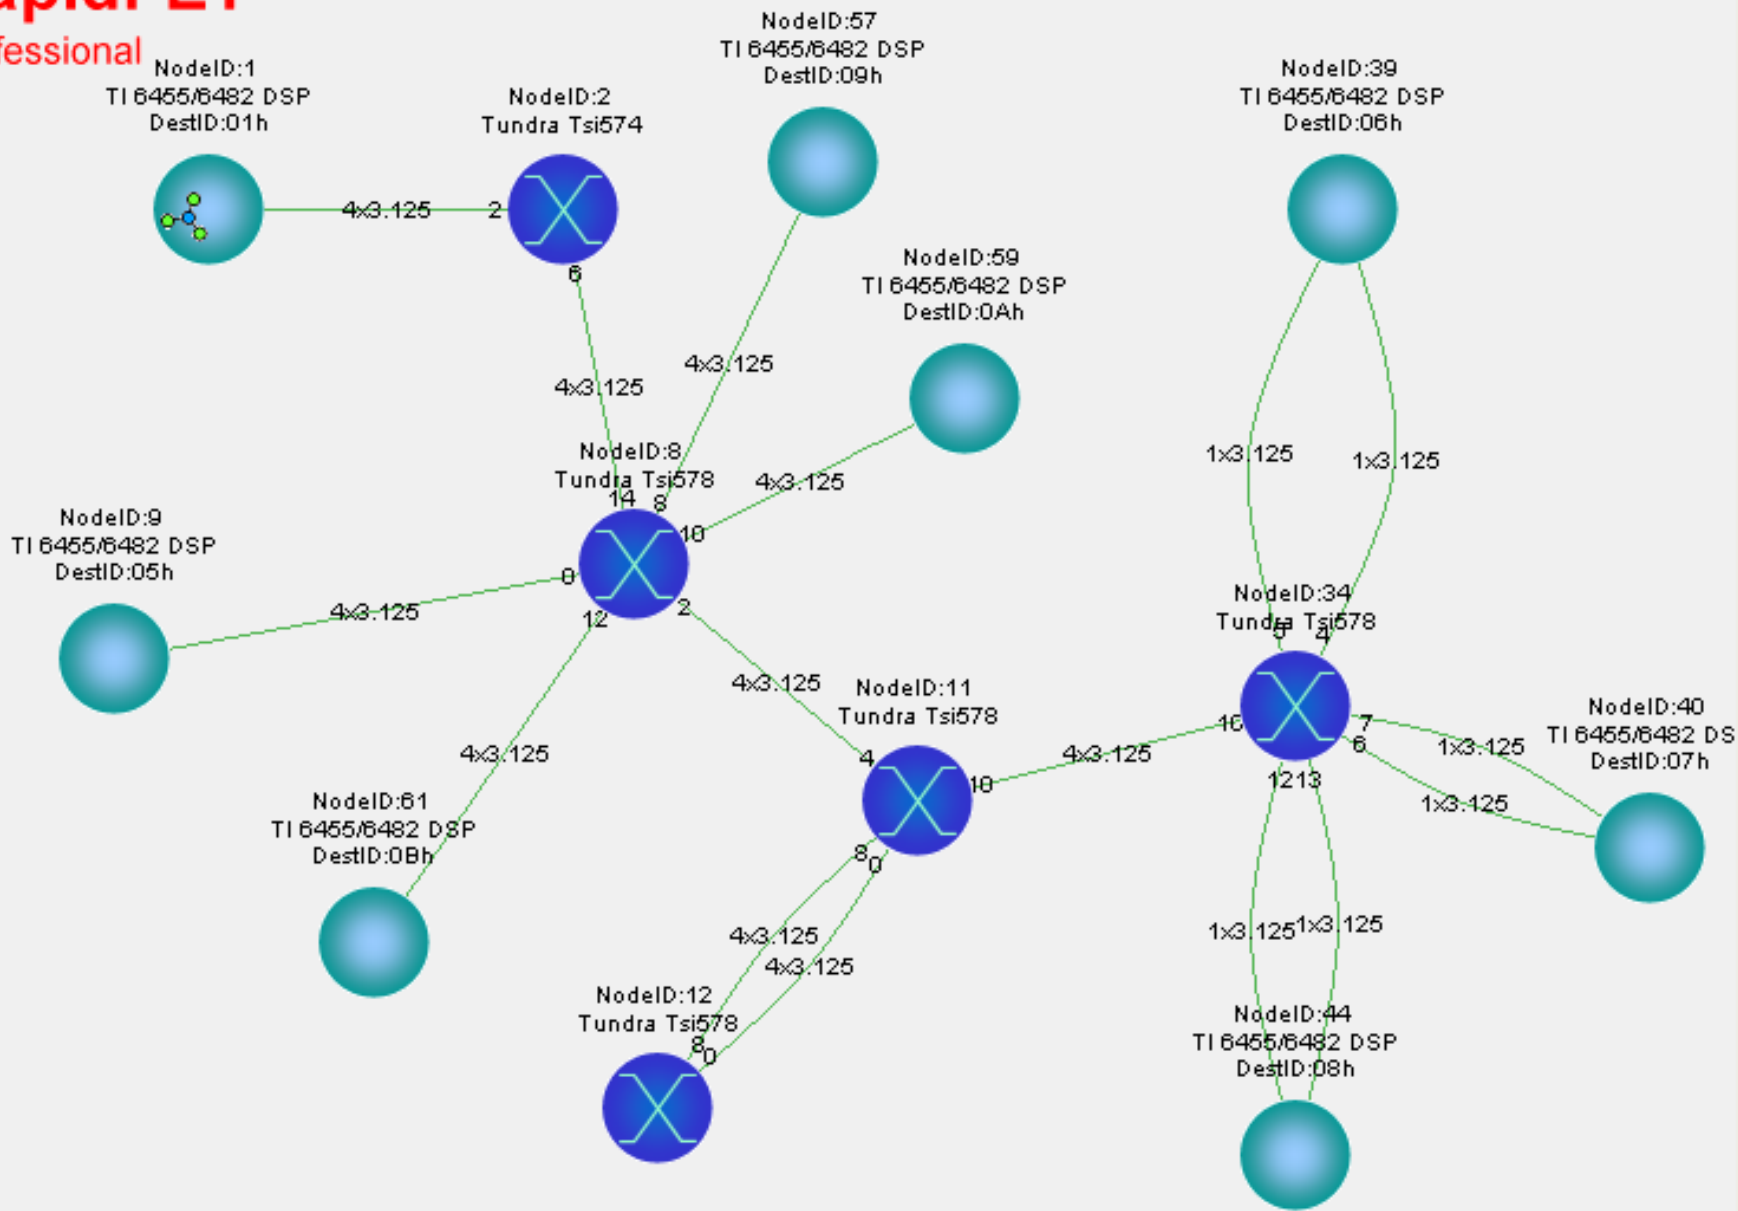 fessional
NodeID:1
TI 6455/6482 DSP
DestID:01h
NodeID:2
Tundra Tsi574
NodeID:57
TI 6455/6482 DSP
DestID:09h
NodeID:39
TI 6455/6482 DSP
DestID:06h
4x3.125
2
6
NodeID:59
TI 6455/6482 DSP
DestID:0Ah
4x3.125
4x3.125
4x3.125
1x3.125
1x3.125
NodeID:8
Tundra Tsi578
14
8
10
0
12
2
NodeID:9
TI 6455/6482 DSP
DestID:05h
4x3.125
4x3.125
4x3.125
NodeID:11
Tundra Tsi578
4
10
8
0
4x3.125
NodeID:34
Tundra Tsi578
5
4
16
7
6
12
13
NodeID:40
TI 6455/6482 DS
DestID:07h
1x3.125
1x3.125
NodeID:61
TI 6455/6482 DSP
DestID:0Bh
4x3.125
4x3.125
1x3.125
1x3.125
NodeID:12
Tundra Tsi578
8
0
NodeID:44
TI 6455/6482 DSP
DestID:08h